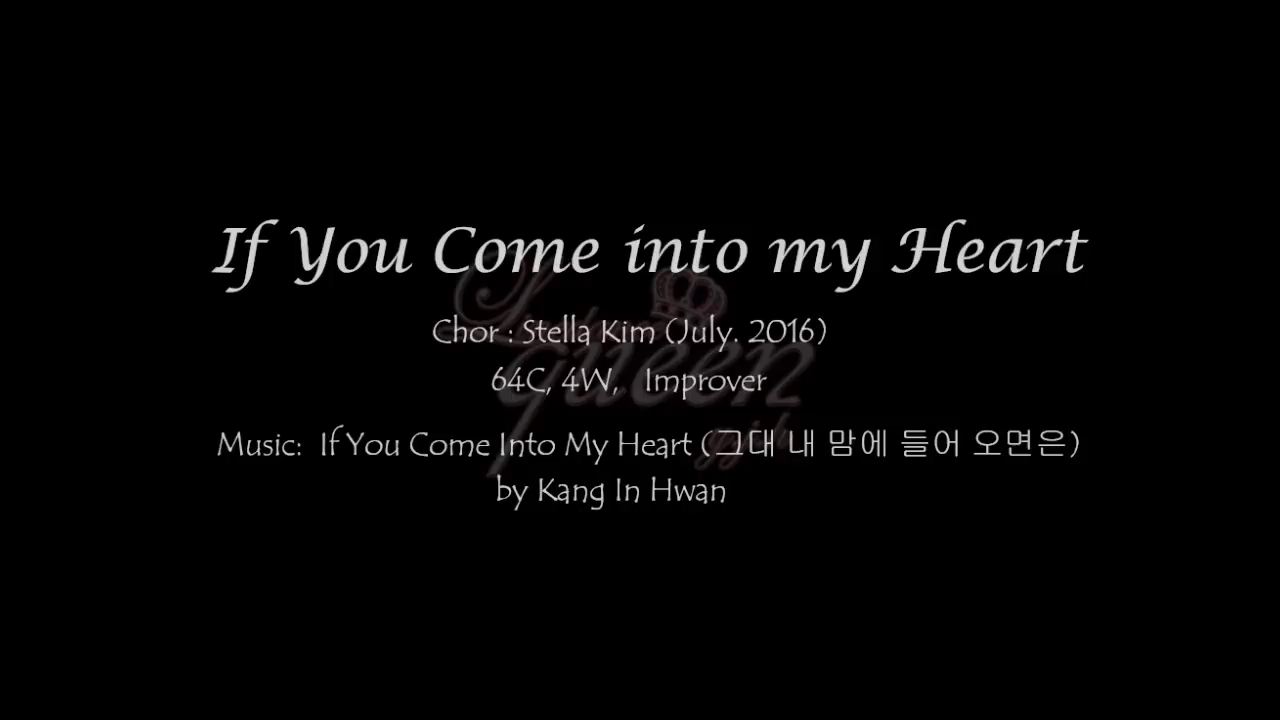 If You Come into my Heart
Chor : Stella Kim (July. 2016)
queen
64C, 4W, Improver
Music: If You Come Into My Heart (그대 내 맘에 들어 오면은)
by Kang In Hwan